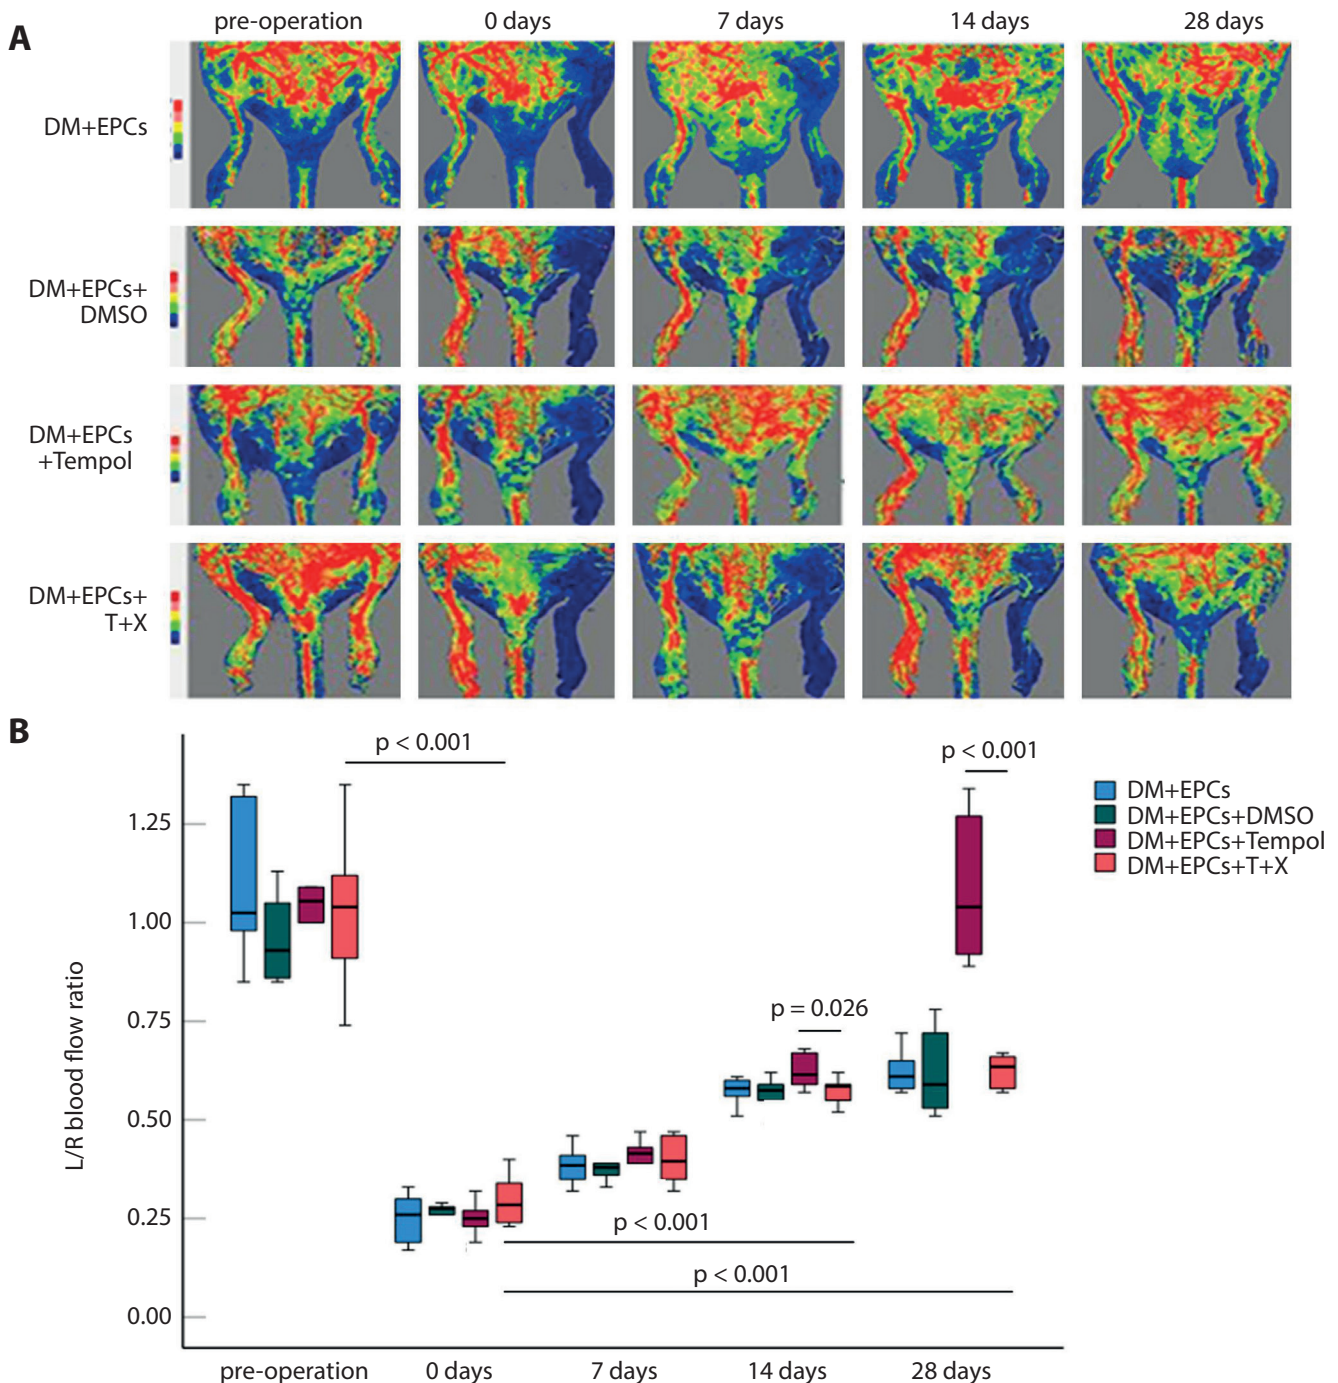 A
pre-operation 0 days 7 days 14 days 28 days
DM+EPCs
DM+EPCs+
DMSO
DM+EPCs
+Tempol
DM+EPCs+
T+X
B
p < 0.001
p < 0.001
DM+EPCs
DM+EPCs+DMSO
DM+EPCs+Tempol
DM+EPCs+T+X
1.25
1.00
0.75
p = 0.026
0.50
0.25
p < 0.001
p < 0.001
0.00
L/R blood flow ratio
pre-operation 0 days 7 days 14 days 28 days